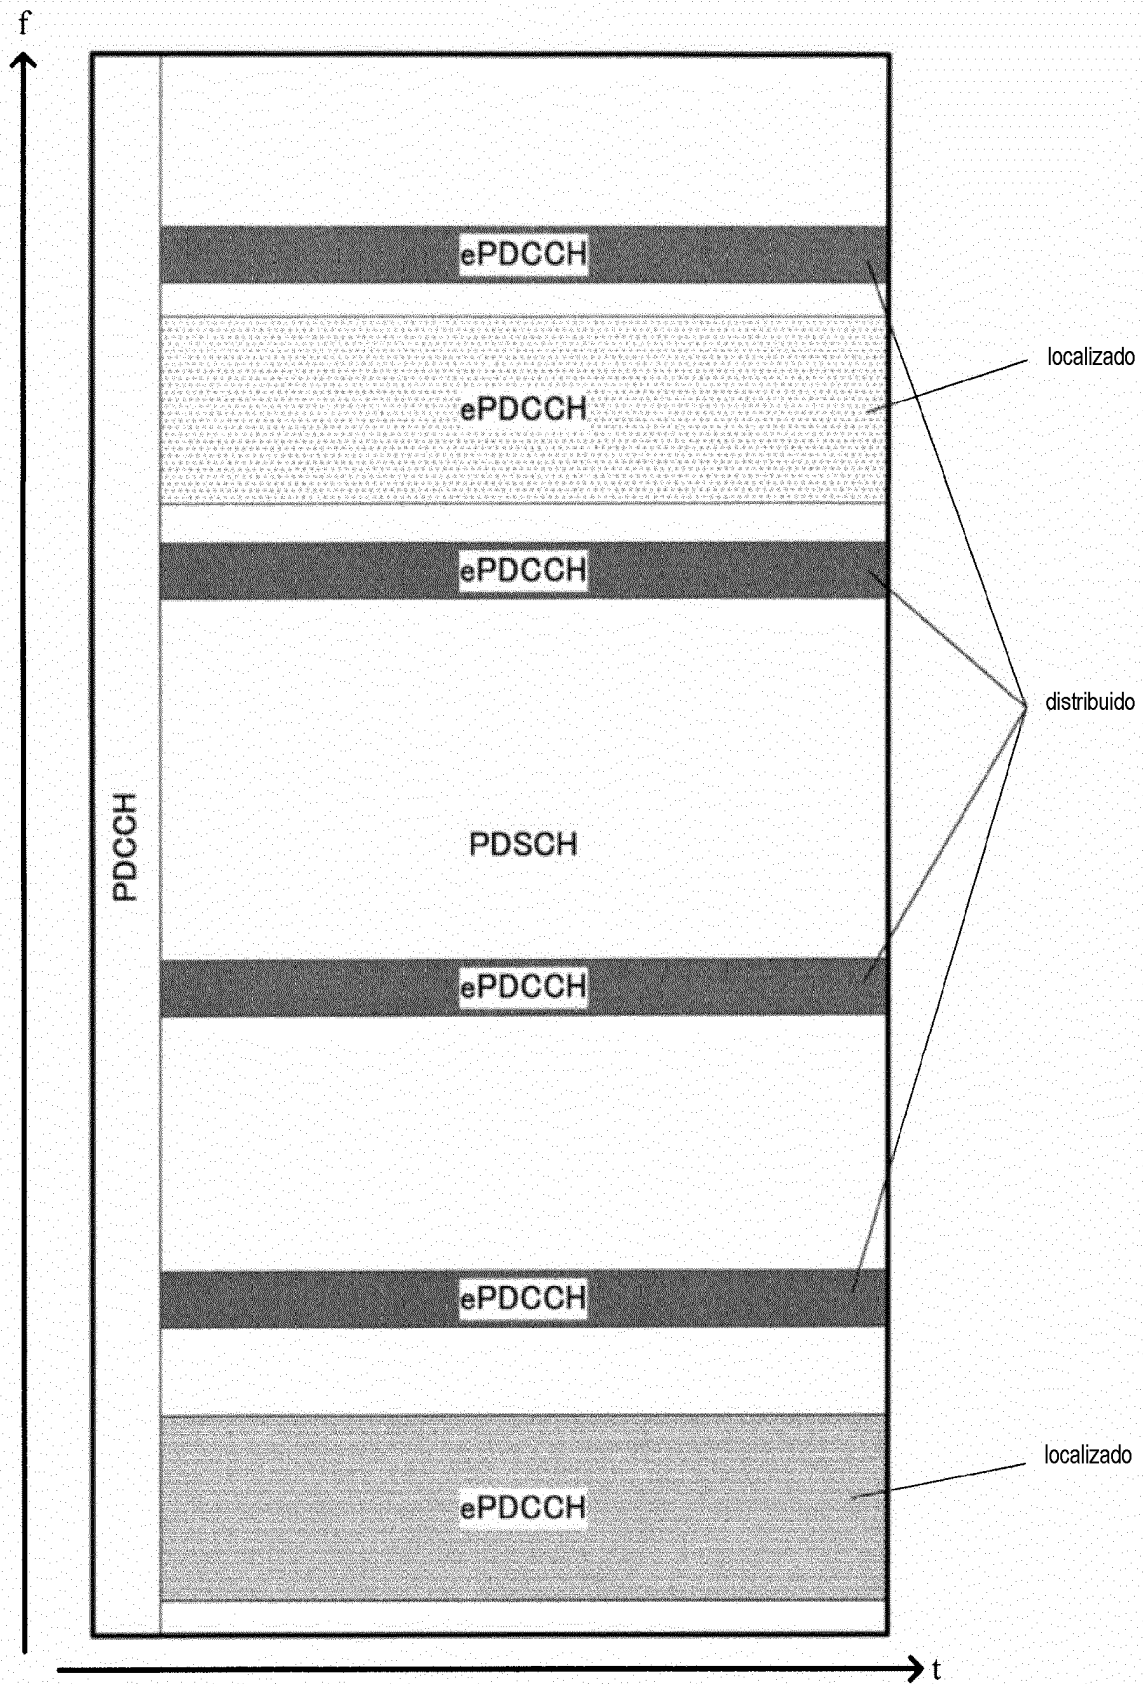 f
ePDCCH
localizado
ePDCCH
ePDCCH
distribuido
PDCCH
PDSCH
ePDCCH
ePDCCH
localizado
ePDCCH
t